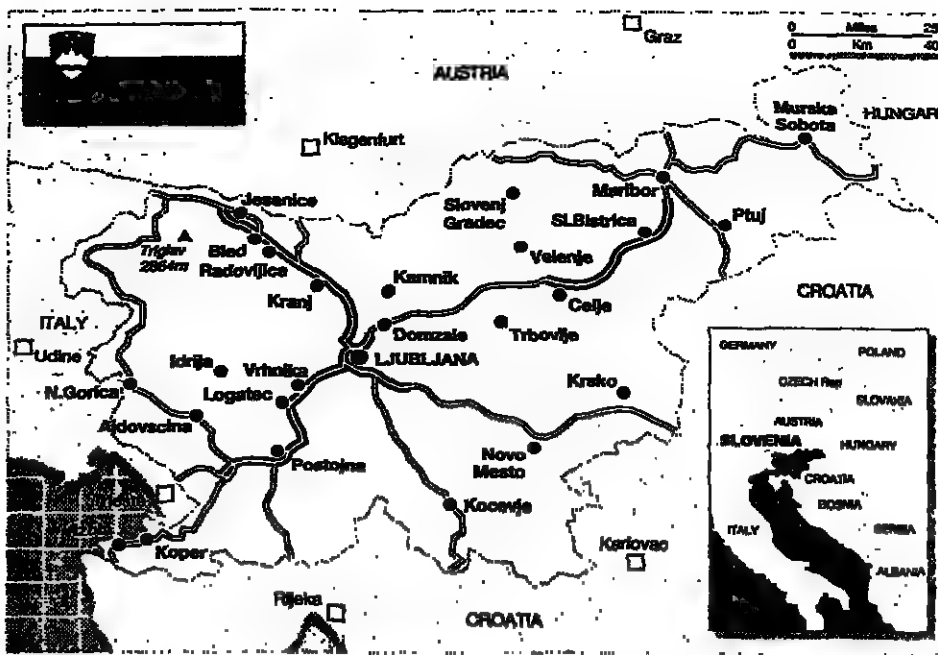 Graz
Miles 25
0
Km
0 40
AUSTRIA
Murska
Sobota
HUNGARY
Klagenfurt
Maribor
Jesenice
Slovenj
Gradec
Sl.Bistrica
Ptuj
Triglav
2864m
Bled
Radovljica
Velenje
Kamnik
Kranj
Celje
CROATIA
ITALY
Udine
Domzale
Trbovlje
Idrija
LJUBLJANA
Vrhnika
Krsko
N.Gorica
Logatec
Ajdovscina
Novo
Mesto
Postojna
Kocevje
Koper
Karlovac
Rijeka
CROATIA
GERMANY
POLAND
CZECH Rep
SLOVAKIA
AUSTRIA
SLOVENIA
HUNGARY
CROATIA
BOSNIA
ITALY
SERBIA
ALBANIA